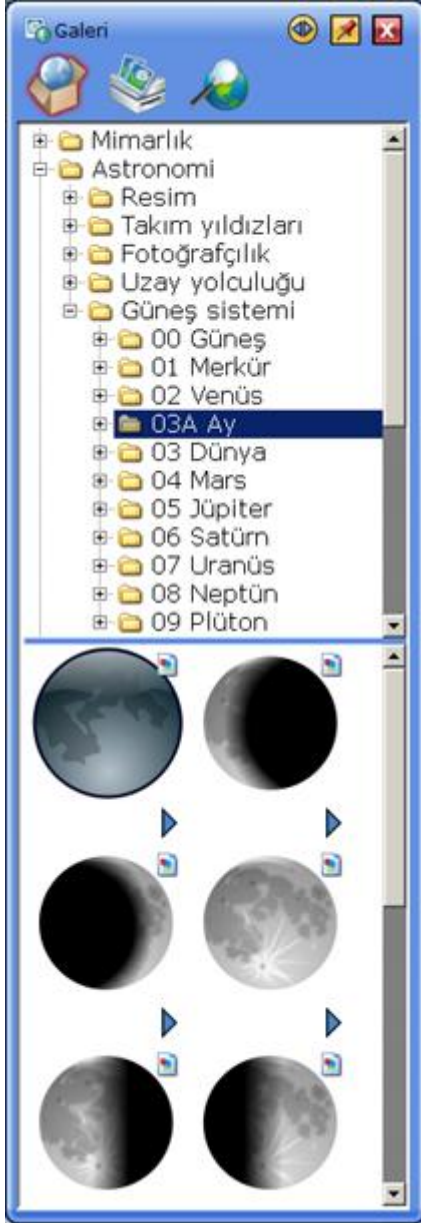 Galeri
Mimarlık
Astronomi
Resim
Takım yıldızları
Fotoğrafçılık
Uzay yolculuğu
Güneş sistemi
00 Güneş
01 Merkür
02 Venüs
03A Ay
03 Dünya
04 Mars
05 Jüpiter
06 Satürn
07 Uranüs
08 Neptün
09 Plüton